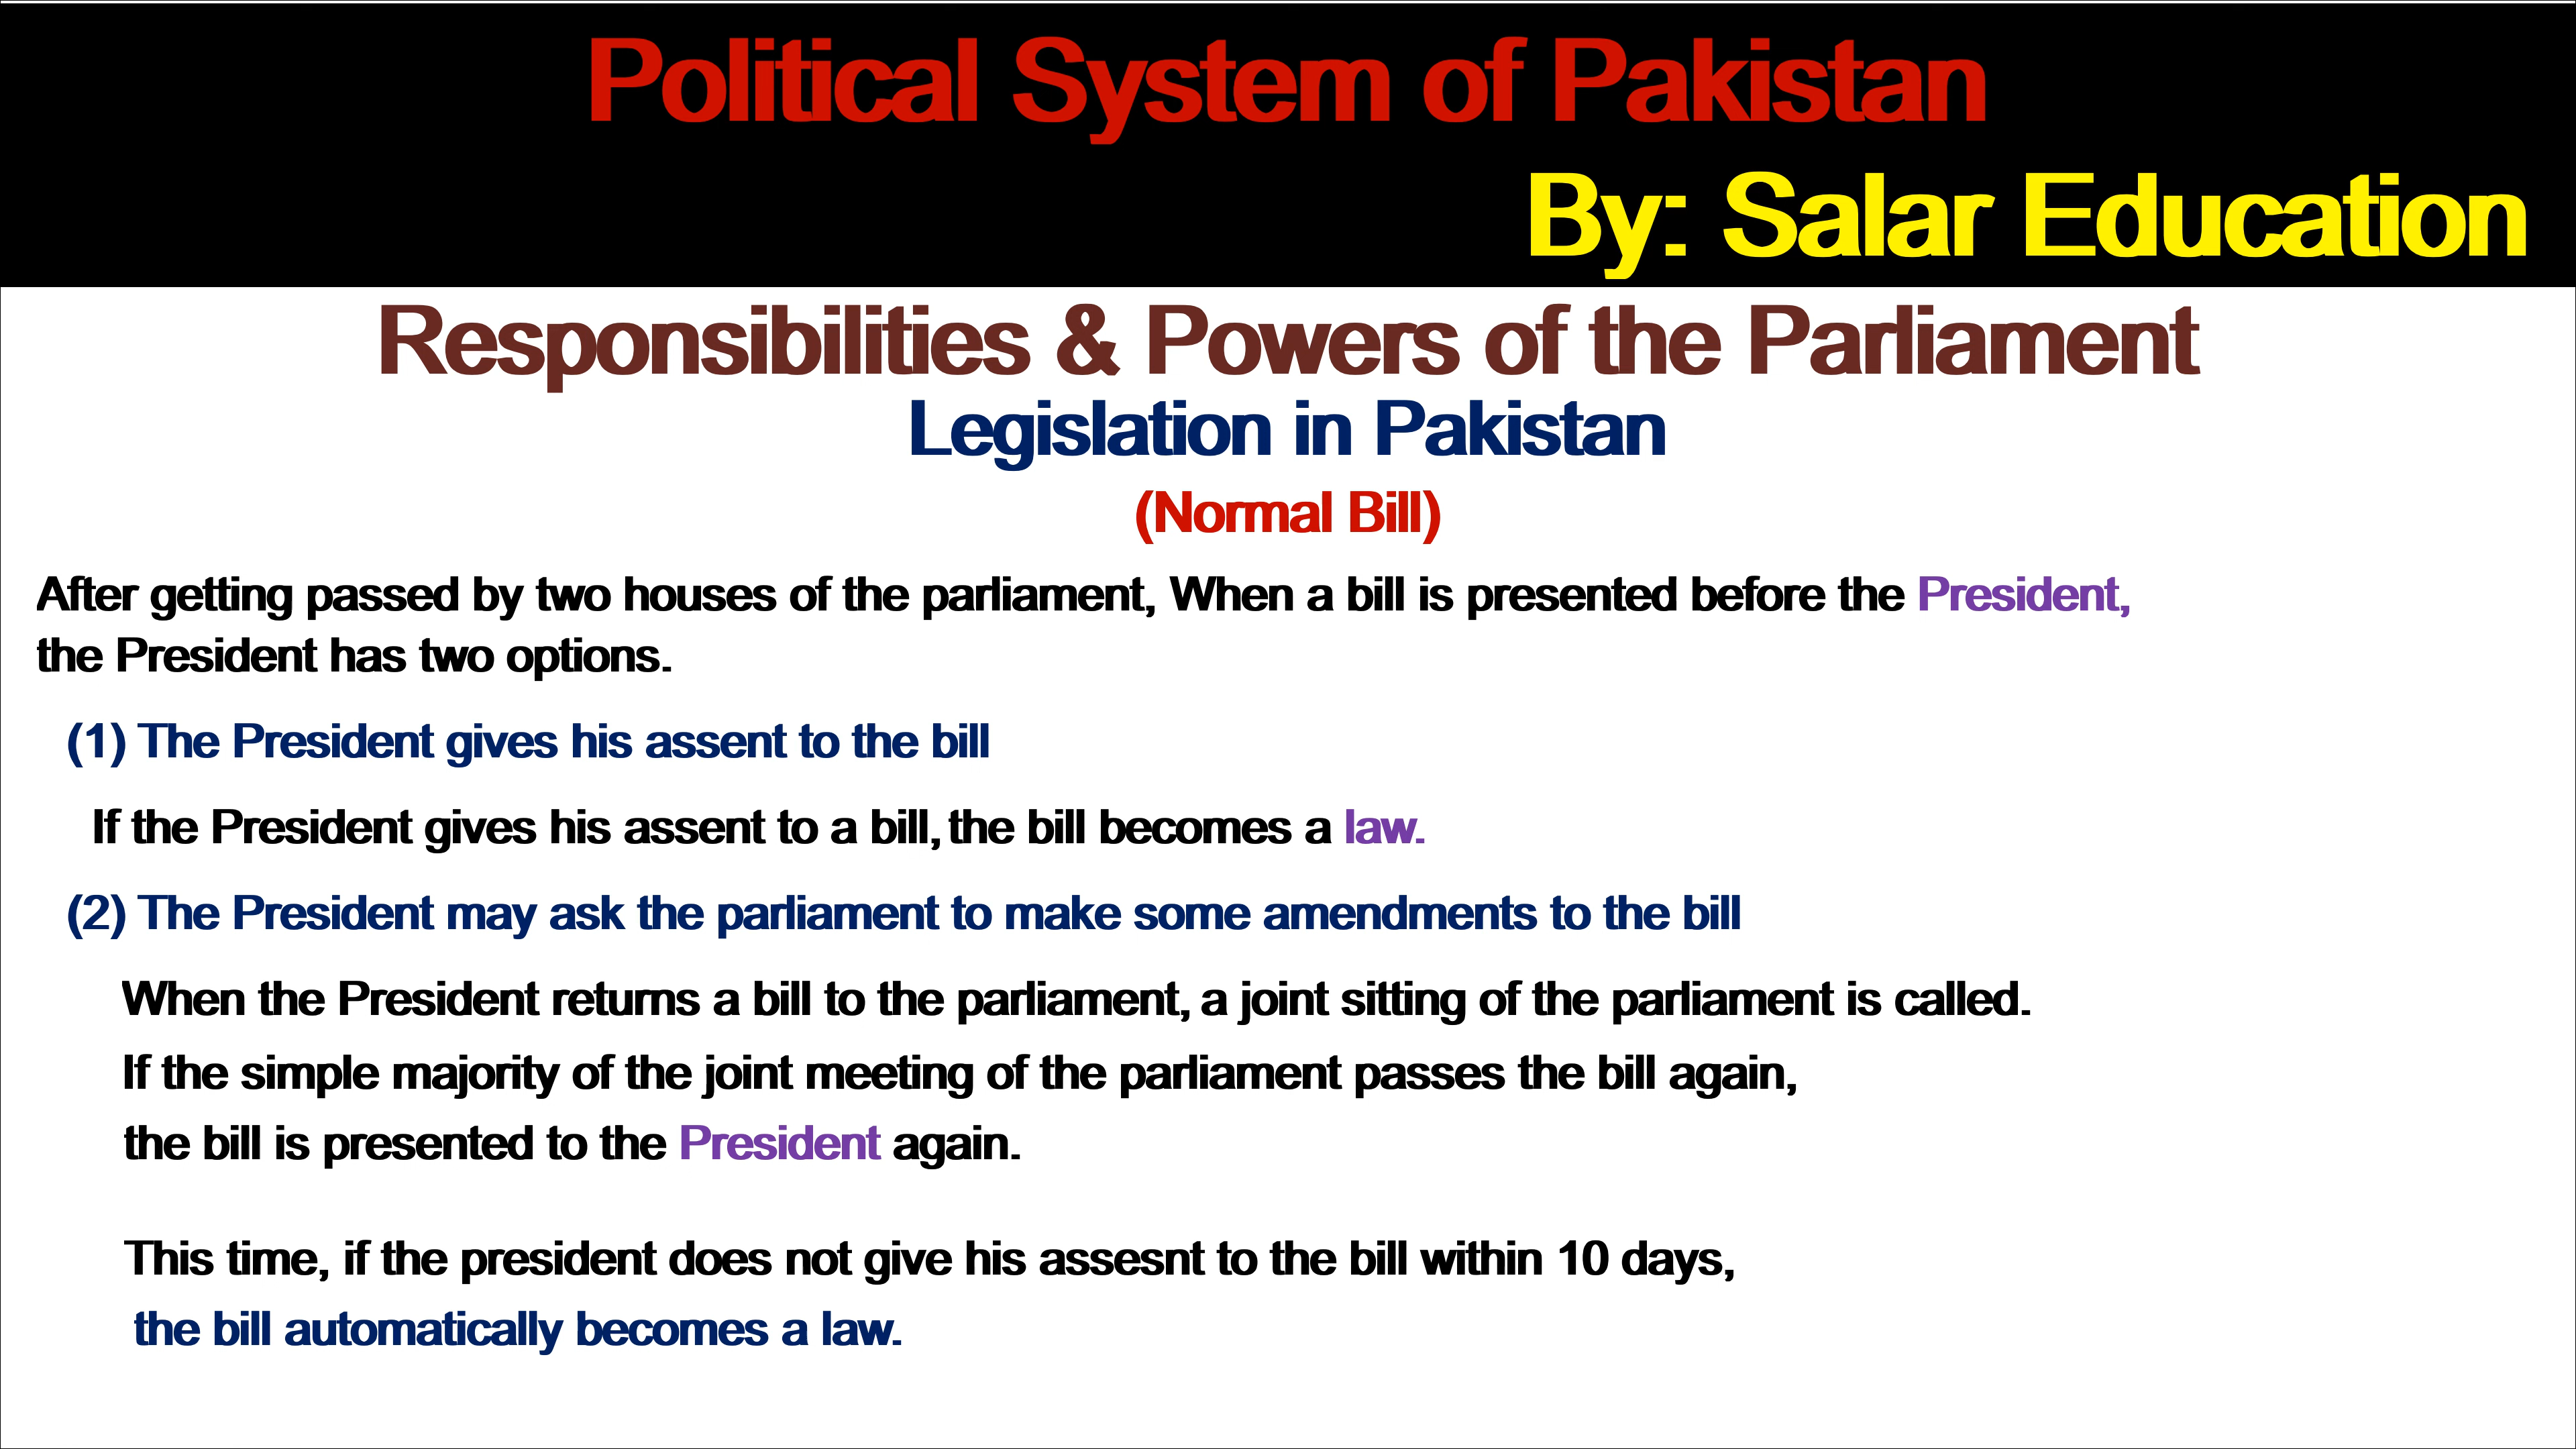 Political System of Pakistan
By: Salar Education
Responsibilities & Powers of the Parliament
Legislation in Pakistan
(Normal Bill)
After getting passed by two houses of the parliament, When a bill is presented before the President,
the President has two options.
(1) The President gives his assent to the bill
If the President gives his assent to a bill, the bill becomes a law.
(2) The President may ask the parliament to make some amendments to the bill
When the President returns a bill to the parliament, a joint sitting of the parliament is called.
If the simple majority of the joint meeting of the parliament passes the bill again,
the bill is presented to the President again.
This time, if the president does not give his assesnt to the bill within 10 days,
the bill automatically becomes a law.